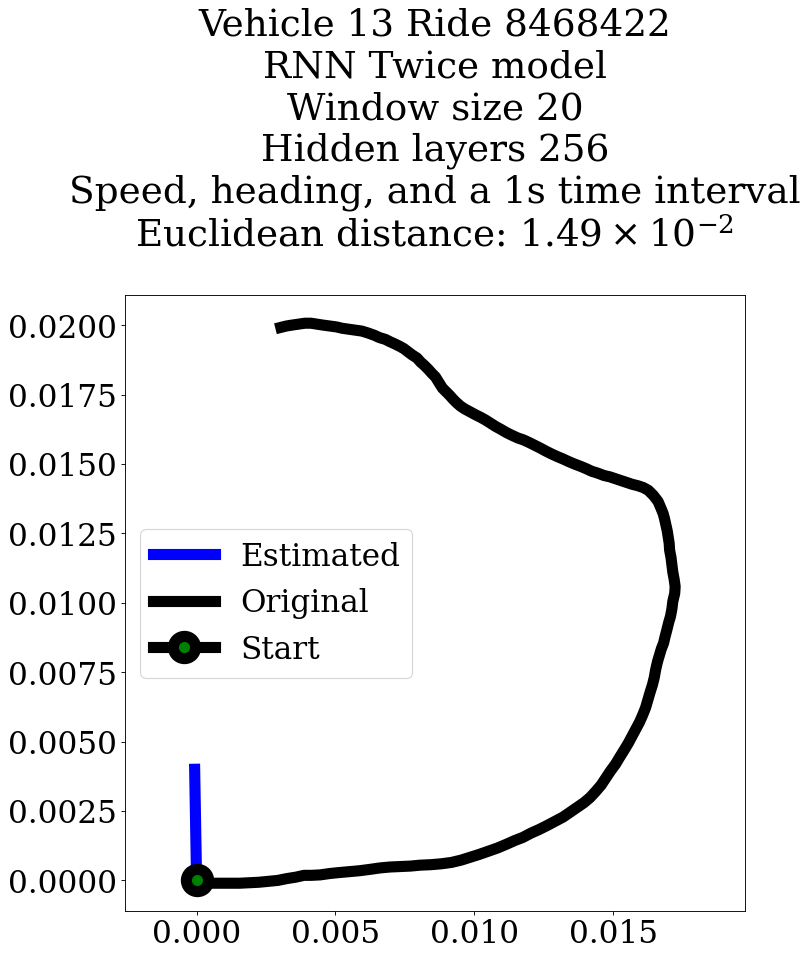 Vehicle 13 Ride 8468422
RNN Twice model
Window size 20
Hidden layers 256
Speed, heading, and a 1s time interval
Euclidean distance: 1.49 × 10⁻²
0.0200
0.0175
0.0150
0.0125
0.0100
0.0075
0.0050
0.0025
0.0000
Estimated
Original
Start
0.000 0.005 0.010 0.015